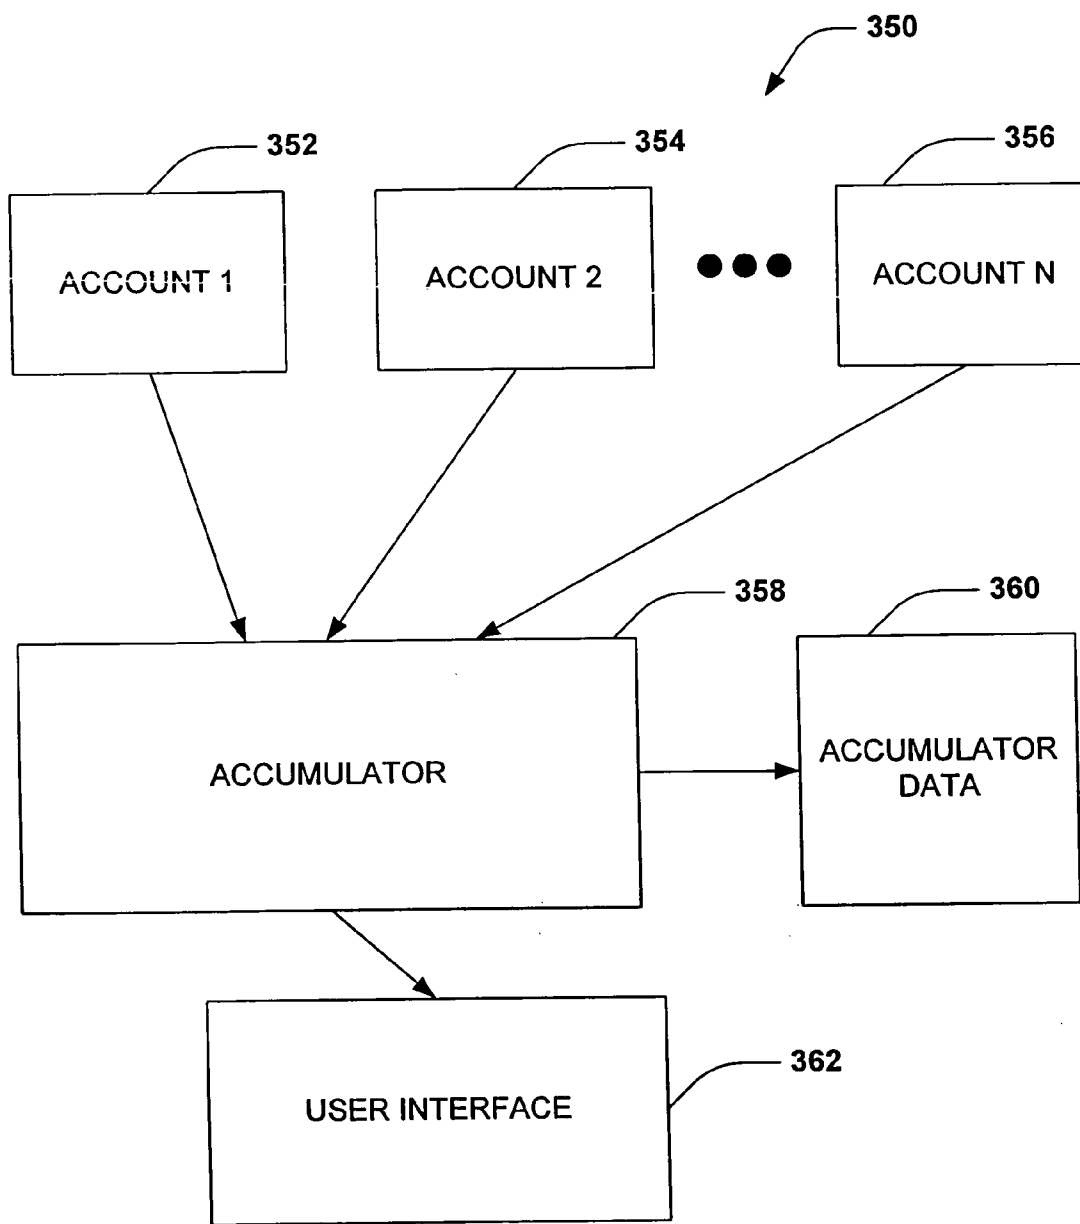 350
352
354
356
ACCOUNT 1
ACCOUNT 2
ACCOUNT N
358
360
ACCUMULATOR
ACCUMULATOR
DATA
362
USER INTERFACE